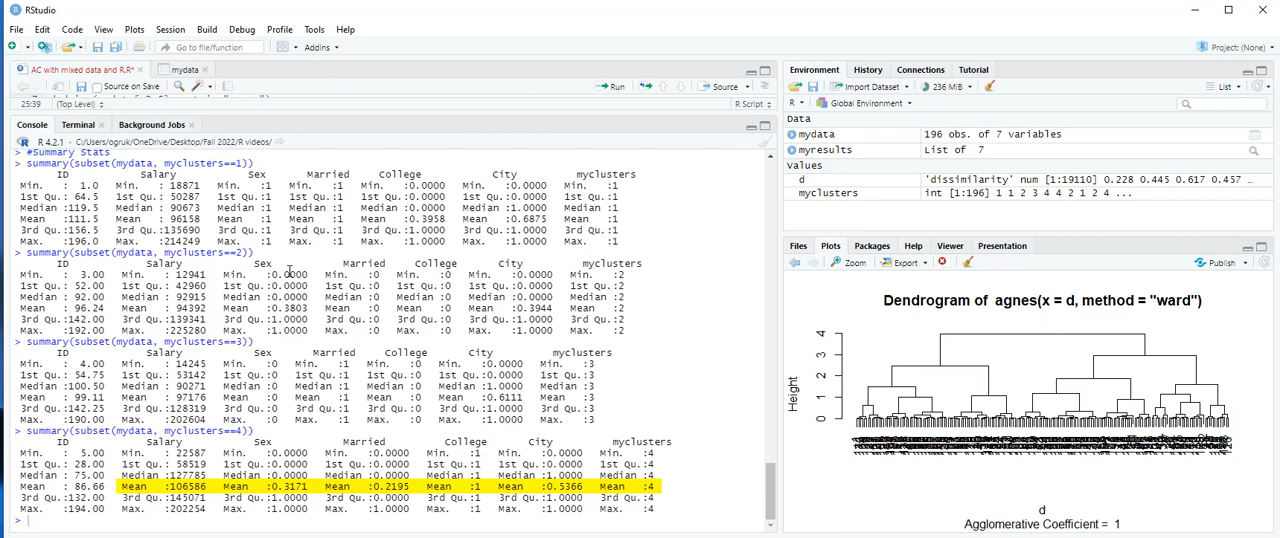 RStudio
File Edit Code View Plots Session Build Debug Profile Tools Help
Go to file/function Addins Project: (None)
AC with mixed data and R.R* mydata
Source on Save Run Source
25:39 (Top Level) R Script
Console Terminal Background Jobs
R 4.2.1 · C:/Users/ogruk/OneDrive/Desktop/Fall 2022/R videos/
> #Summary Stats
> summary(subset(mydata, myclusters==1))
ID Salary Sex Married College City myclusters
Min. : 1.0 Min. : 18871 Min. :1 Min. :1 Min. :0.0000 Min. :0.0000 Min. :1
1st Qu.: 64.5 1st Qu.: 50287 1st Qu.:1 1st Qu.:1 1st Qu.:0.0000 1st Qu.:0.0000 1st Qu.:1
Median :119.5 Median : 90673 Median :1 Median :1 Median :0.0000 Median :1.0000 Median :1
Mean :111.5 Mean : 96158 Mean :1 Mean :1 Mean :0.3958 Mean :0.6875 Mean :1
3rd Qu.:156.5 3rd Qu.:135690 3rd Qu.:1 3rd Qu.:1 3rd Qu.:1.0000 3rd Qu.:1.0000 3rd Qu.:1
Max. :196.0 Max. :214249 Max. :1 Max. :1 Max. :1.0000 Max. :1.0000 Max. :1
> summary(subset(mydata, myclusters==2))
ID Salary Sex Married College City myclusters
Min. : 3.00 Min. : 12941 Min. :0.0000 Min. :0 Min. :0 Min. :0.0000 Min. :2
1st Qu.: 52.00 1st Qu.: 42960 1st Qu.:0.0000 1st Qu.:0 1st Qu.:0 1st Qu.:0.0000 1st Qu.:2
Median : 92.00 Median : 92915 Median :0.0000 Median :0 Median :0 Median :0.0000 Median :2
Mean : 96.24 Mean : 94392 Mean :0.3803 Mean :0 Mean :0 Mean :0.3944 Mean :2
3rd Qu.:142.00 3rd Qu.:139341 3rd Qu.:1.0000 3rd Qu.:0 3rd Qu.:0 3rd Qu.:1.0000 3rd Qu.:2
Max. :192.00 Max. :225280 Max. :1.0000 Max. :0 Max. :0 Max. :1.0000 Max. :2
> summary(subset(mydata, myclusters==3))
ID Salary Sex Married College City myclusters
Min. : 4.00 Min. : 14245 Min. :0 Min. :1 Min. :0 Min. :0.0000 Min. :3
1st Qu.: 54.75 1st Qu.: 53142 1st Qu.:0 1st Qu.:1 1st Qu.:0 1st Qu.:0.0000 1st Qu.:3
Median :100.50 Median : 90271 Median :0 Median :1 Median :0 Median :1.0000 Median :3
Mean : 99.11 Mean : 97176 Mean :0 Mean :1 Mean :0 Mean :0.6111 Mean :3
3rd Qu.:142.25 3rd Qu.:128319 3rd Qu.:0 3rd Qu.:1 3rd Qu.:0 3rd Qu.:1.0000 3rd Qu.:3
Max. :190.00 Max. :202604 Max. :0 Max. :1 Max. :0 Max. :1.0000 Max. :3
> summary(subset(mydata, myclusters==4))
ID Salary Sex Married College City myclusters
Min. : 5.00 Min. : 22587 Min. :0.0000 Min. :0.0000 Min. :1 Min. :0.0000 Min. :4
1st Qu.: 28.00 1st Qu.: 58519 1st Qu.:0.0000 1st Qu.:0.0000 1st Qu.:1 1st Qu.:0.0000 1st Qu.:4
Median : 75.00 Median :127785 Median :0.0000 Median :0.0000 Median :1 Median :1.0000 Median :4
Mean : 86.66 Mean :106586 Mean :0.3171 Mean :0.2195 Mean :1 Mean :0.5366 Mean :4
3rd Qu.:132.00 3rd Qu.:145071 3rd Qu.:1.0000 3rd Qu.:0.0000 3rd Qu.:1 3rd Qu.:1.0000 3rd Qu.:4
Max. :194.00 Max. :202254 Max. :1.0000 Max. :1.0000 Max. :1 Max. :1.0000 Max. :4
>
Environment History Connections Tutorial
Import Dataset 236 MiB List
R Global Environment
Data
mydata 196 obs. of 7 variables
myresults List of 7
Values
d 'dissimilarity' num [1:19110] 0.228 0.445 0.617 0.457 …
myclusters int [1:196] 1 1 2 3 4 4 2 1 2 4 ...
Files Plots Packages Help Viewer Presentation
Zoom Export Publish
Dendrogram of agnes(x = d, method = "ward")
Height
4
3
2
1
0
d
Agglomerative Coefficient = 1